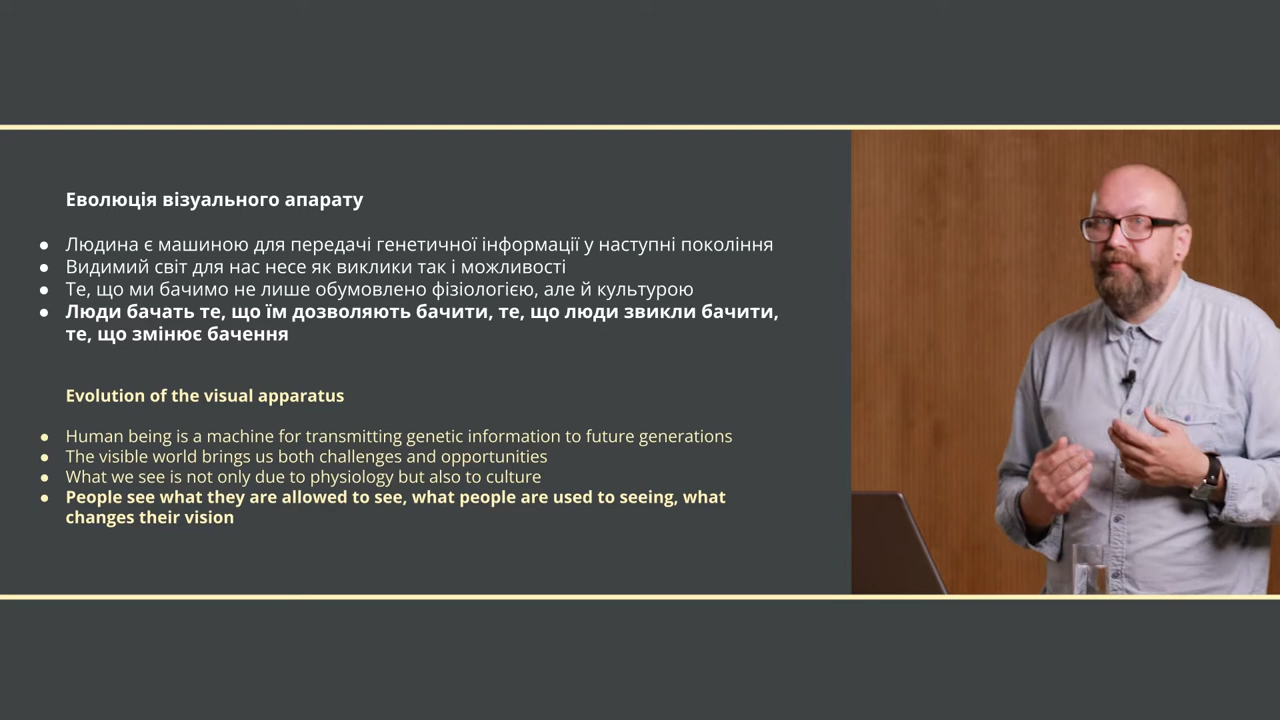 Еволюція візуального апарату
● Людина є машиною для передачі генетичної інформації у наступні покоління
● Видимий світ для нас несе як виклики так і можливості
● Те, що ми бачимо не лише обумовлено фізіологією, але й культурою
● Люди бачать те, що їм дозволяють бачити, те, що люди звикли бачити,
те, що змінює бачення
Evolution of the visual apparatus
● Human being is a machine for transmitting genetic information to future generations
● The visible world brings us both challenges and opportunities
● What we see is not only due to physiology but also to culture
● People see what they are allowed to see, what people are used to seeing, what
changes their vision